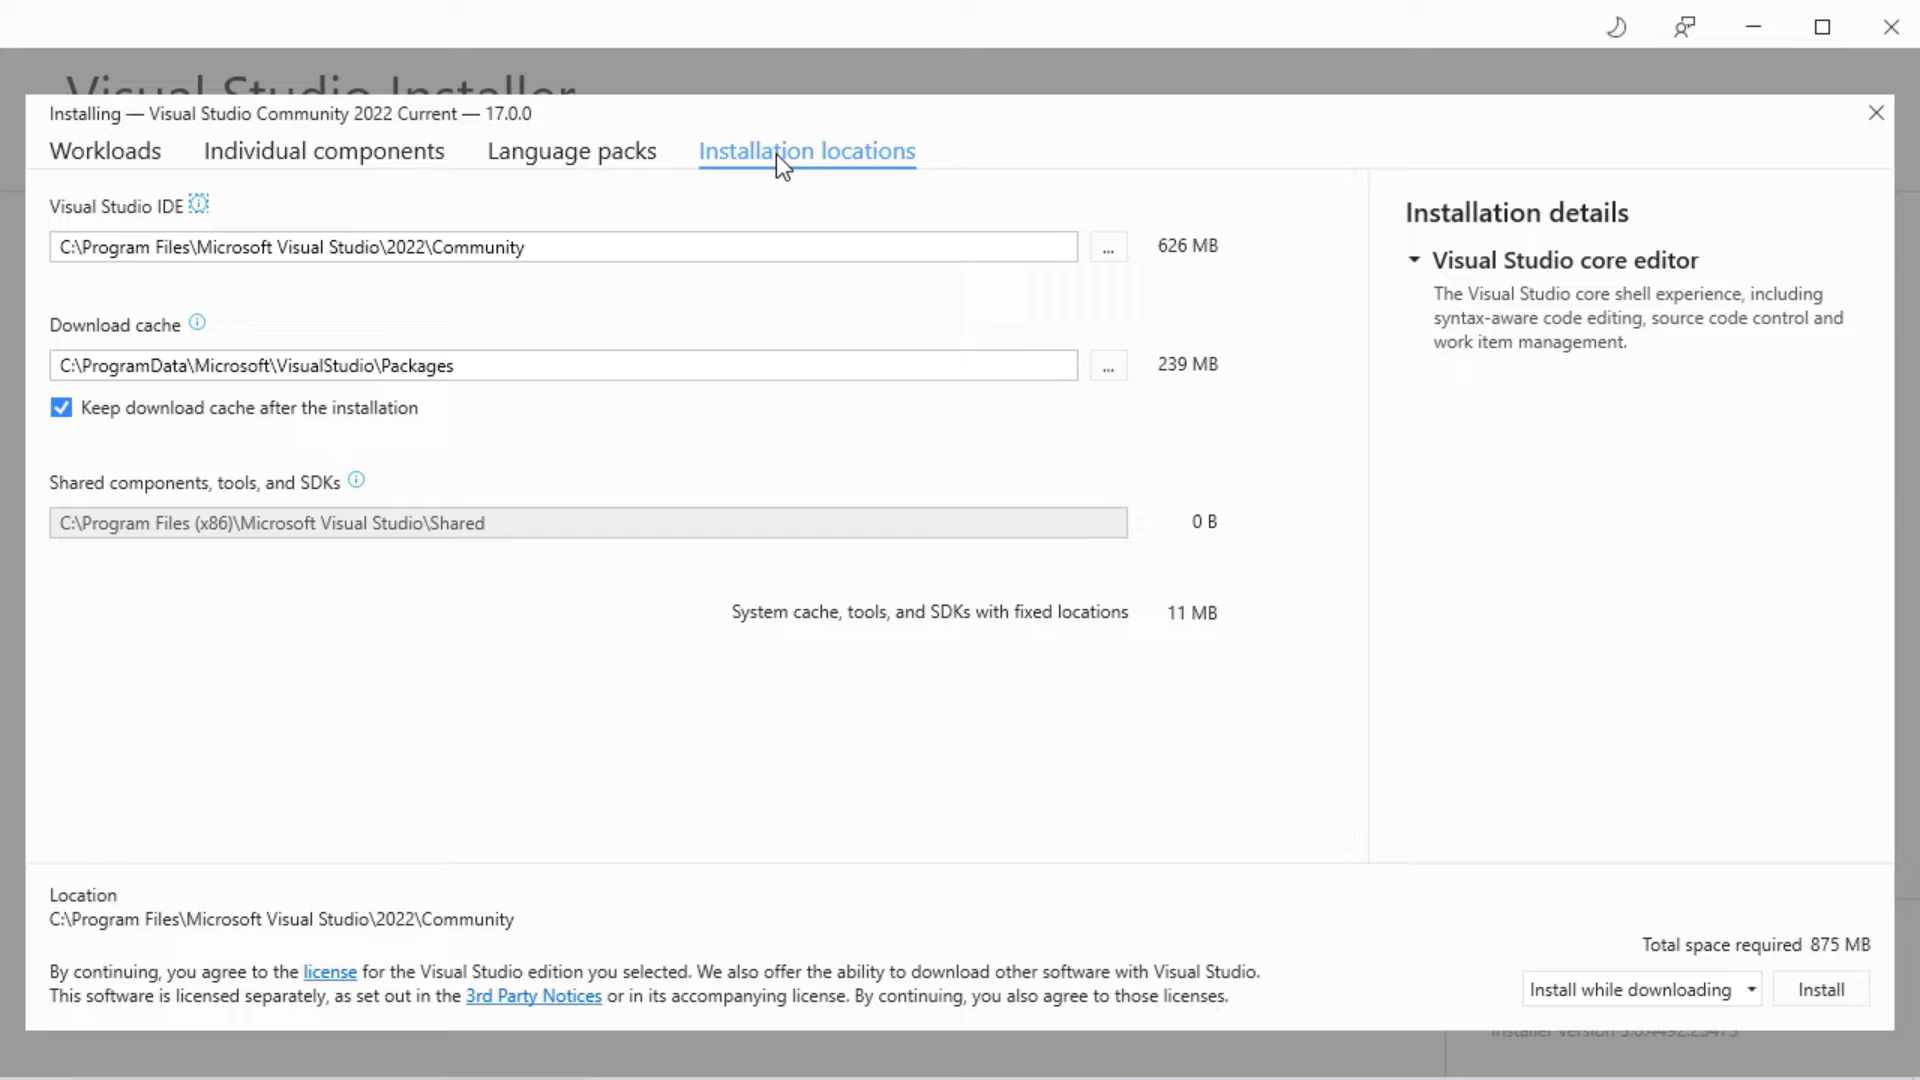 Visual Studio Installer
Installing — Visual Studio Community 2022 Current — 17.0.0
Workloads
Individual components
Language packs
Installation locations
Visual Studio IDE
C:\Program Files\Microsoft Visual Studio\2022\Community
...
626 MB
Download cache
C:\ProgramData\Microsoft\VisualStudio\Packages
...
239 MB
Keep download cache after the installation
Shared components, tools, and SDKs
C:\Program Files (x86)\Microsoft Visual Studio\Shared
0 B
System cache, tools, and SDKs with fixed locations
11 MB
Installation details
Visual Studio core editor
The Visual Studio core shell experience, including
syntax-aware code editing, source code control and
work item management.
Location
C:\Program Files\Microsoft Visual Studio\2022\Community
By continuing, you agree to the license for the Visual Studio edition you selected. We also offer the ability to download other software with Visual Studio.
This software is licensed separately, as set out in the 3rd Party Notices or in its accompanying license. By continuing, you also agree to those licenses.
Total space required 875 MB
Install while downloading
Install
Installer version